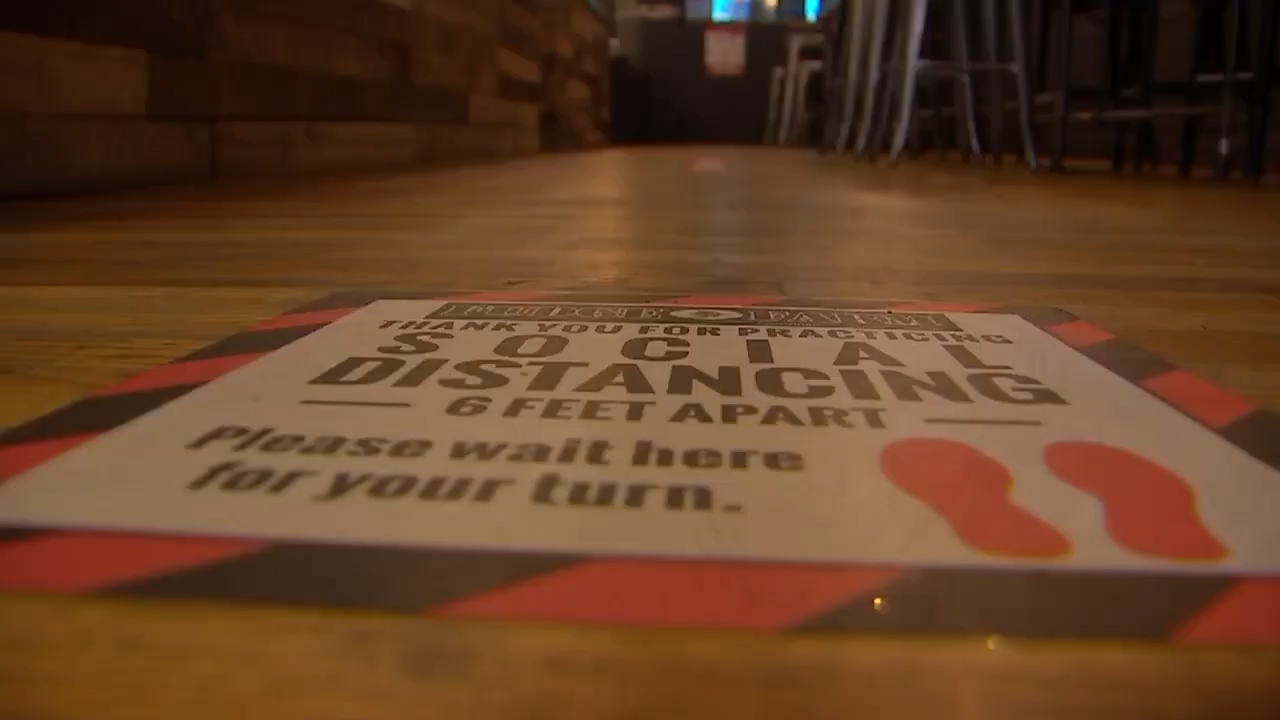 THANK YOU FOR PRACTICING
SOCIAL
DISTANCING
6 FEET APART
Please wait here
for your turn.